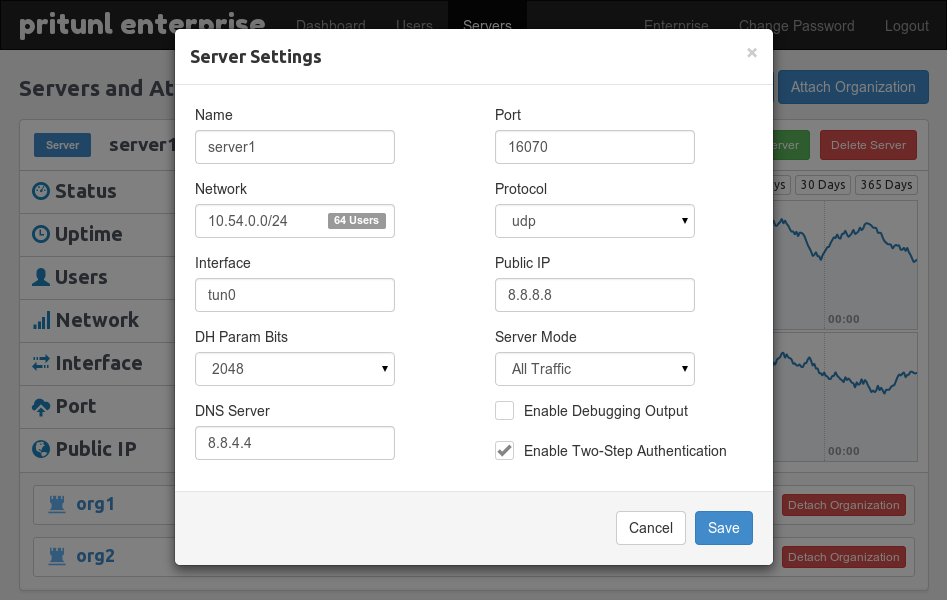 pritunl enterprise Dashboard Users Servers Enterprise Change Password Logout
Server Settings ×
Servers and At Attach Organization
Name Port
Server server1 server1 16070 erver Delete Server
Status Network Protocol ys 30 Days 365 Days
10.54.0.0/24 64 Users udp
Uptime
Interface Public IP
Users
tun0 8.8.8.8
Network 00:00
DH Param Bits Server Mode
Interface 2048 All Traffic
Port DNS Server Enable Debugging Output
Public IP 8.8.4.4 Enable Two-Step Authentication 00:00
org1 Detach Organization
Cancel Save
org2 Detach Organization